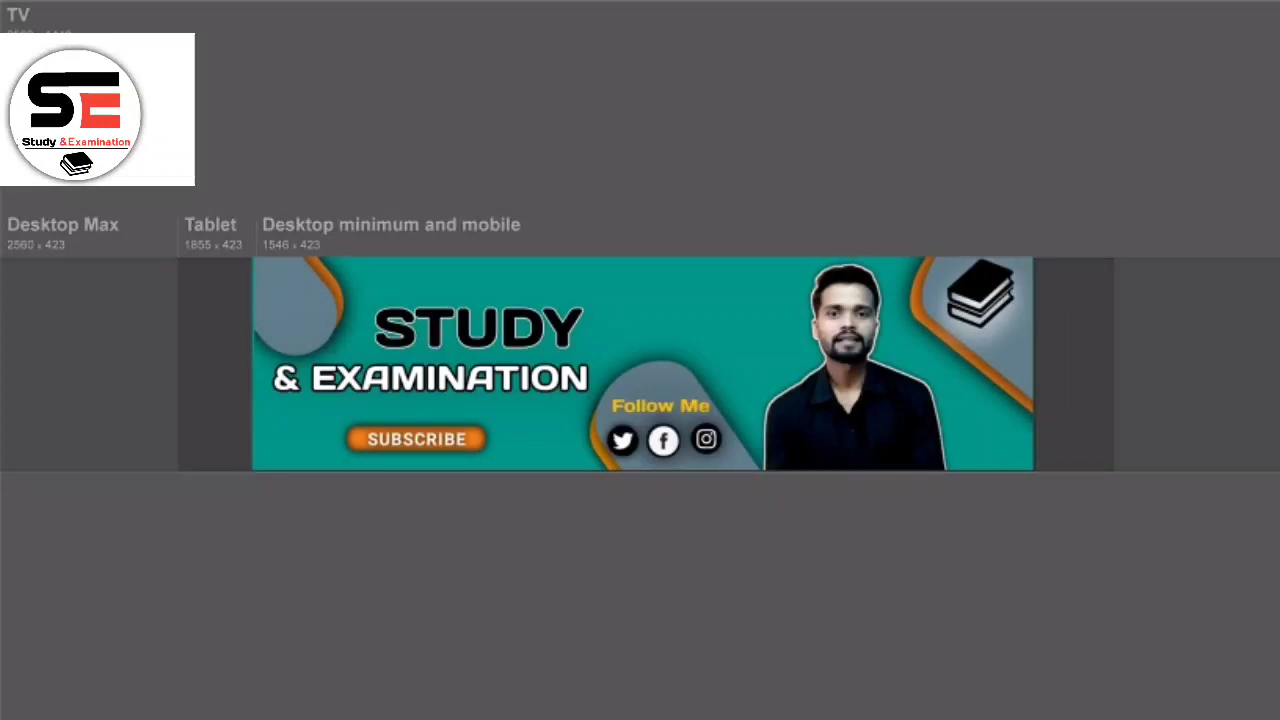 TV
SE
Study &Examination
Desktop Max
Tablet
Desktop minimum and mobile
2560 x 423
1855 x 423
1546 x 423
STUDY
& EXAMINATION
Follow Me
SUBSCRIBE